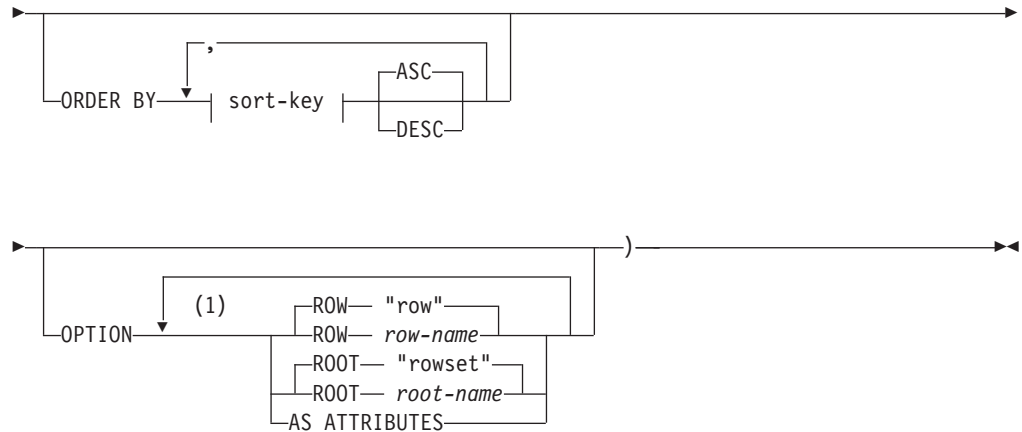 ,
ASC
ORDER BY sort-key
DESC
)
(1)
ROW "row"
OPTION ROW row-name
ROOT "rowset"
ROOT root-name
AS ATTRIBUTES